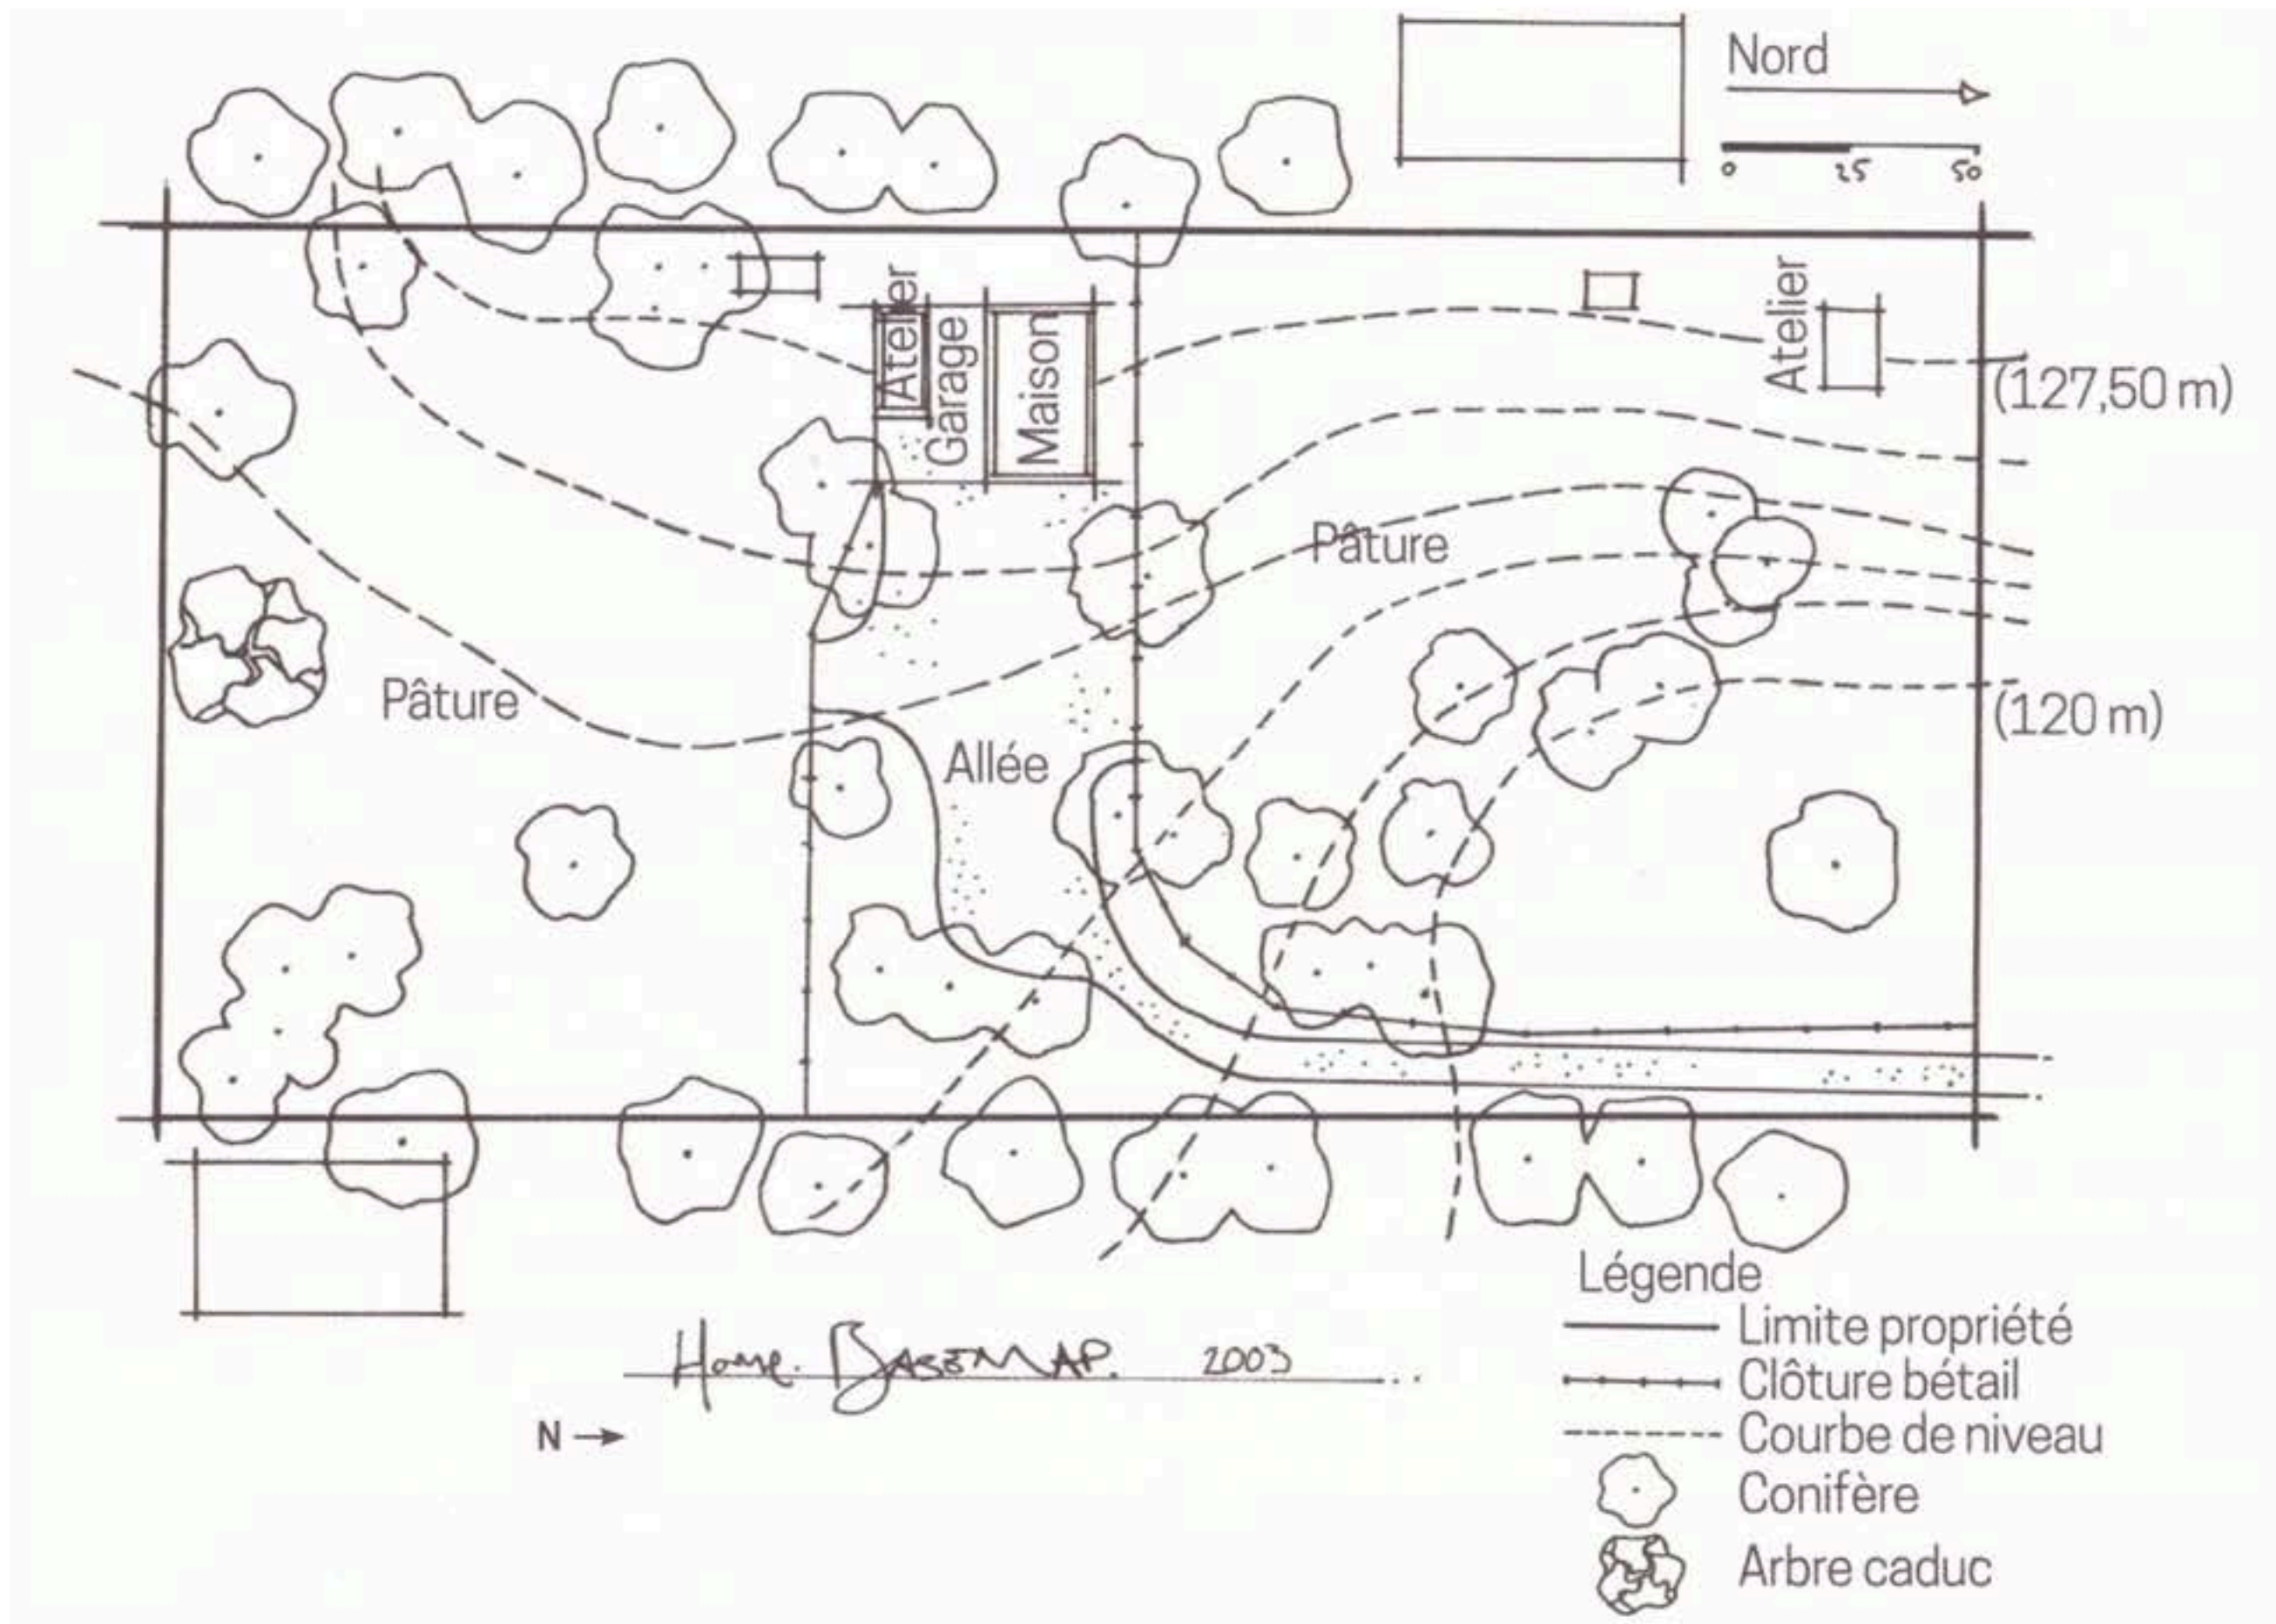 Nord
0 25 50
Atelier
Garage
Maison
Atelier
(127,50 m)
Pâture
Pâture
(120 m)
Allée
Légende
Limite propriété
Clôture bétail
Courbe de niveau
Conifère
Arbre caduc
Home. BASEMAP. 2003
N